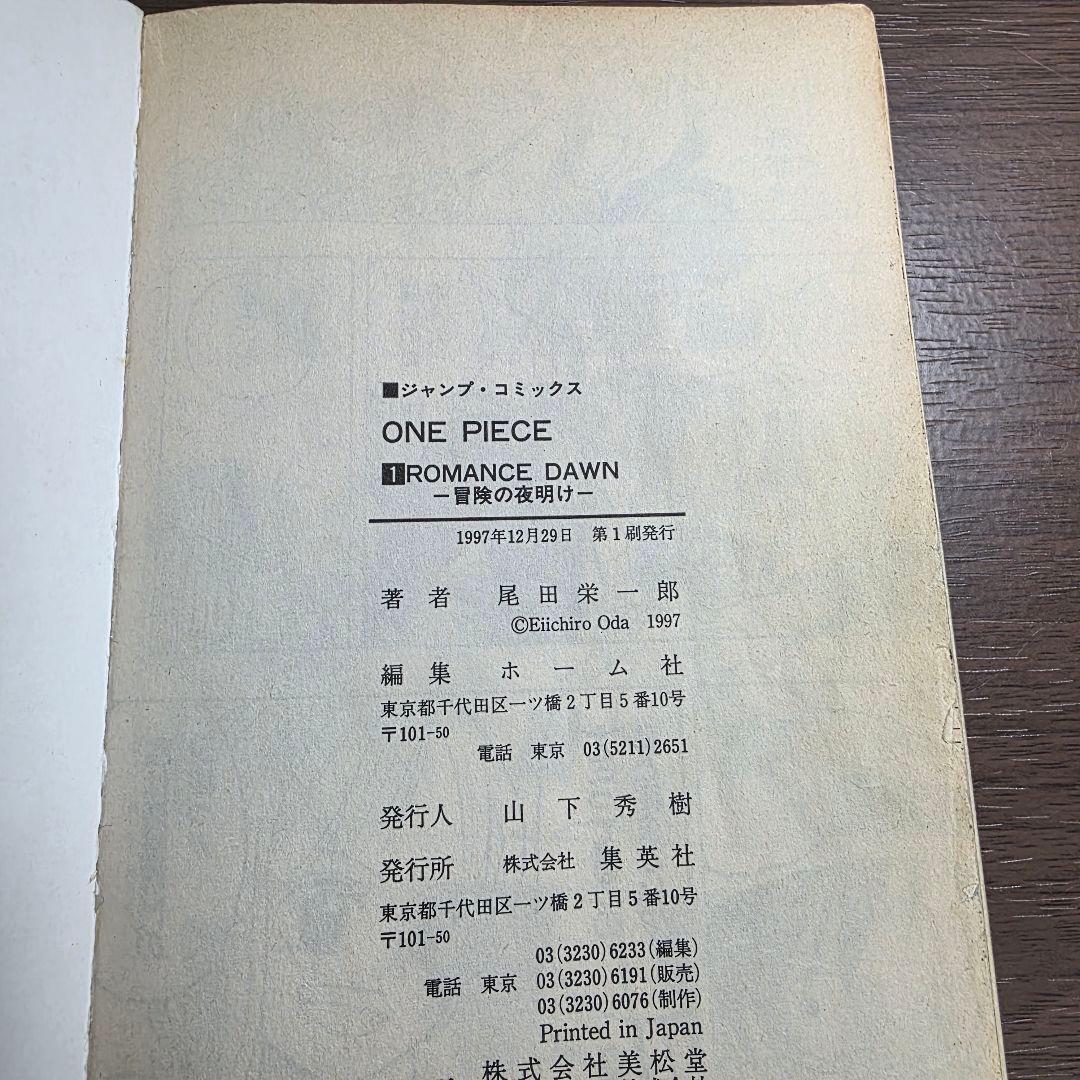 ■ジャンプ・コミックス
ONE PIECE
1 ROMANCE DAWN
－冒険の夜明け－
1997年12月29日 第1刷発行
著者 尾田栄一郎
©Eiichiro Oda 1997
編集 ホーム社
東京都千代田区一ツ橋2丁目5番10号
〒101-50
電話 東京 03(5211)2651
発行人 山下秀樹
発行所 株式会社 集英社
東京都千代田区一ツ橋2丁目5番10号
〒101-50
03(3230)6233(編集)
電話 東京 03(3230)6191(販売)
03(3230)6076(制作)
Printed in Japan
株式会社美松堂